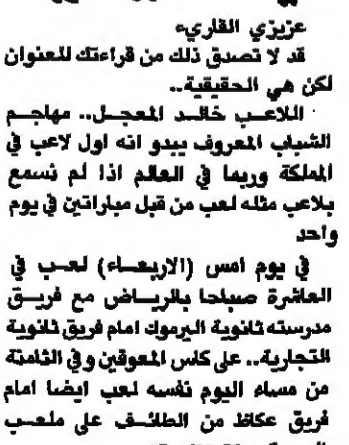 عزيزي القاريء
قد لا تصدق ذلك من قراءتك للعنوان
لكن هي الحقيقية..
اللاعب خالد المعجل.. مهاجم
الشباب المعروف يبدو انه اول لاعب في
المملكة وربما في العالم اذا لم نسمع
بلاعب مثله لعب من قبل مباراتين في يوم
واحد
في يوم امس (الاربعاء) لعب في
العاشرة صباحا بالرياض مع فريق
مدرسته ثانوية اليرموك امام فريق ثانوية
التجارية.. على كاس المعوقين وفي الثامنة
من مساء اليوم نفسه لعب ايضا امام
فريق عكاظ من الطائف على ملعب